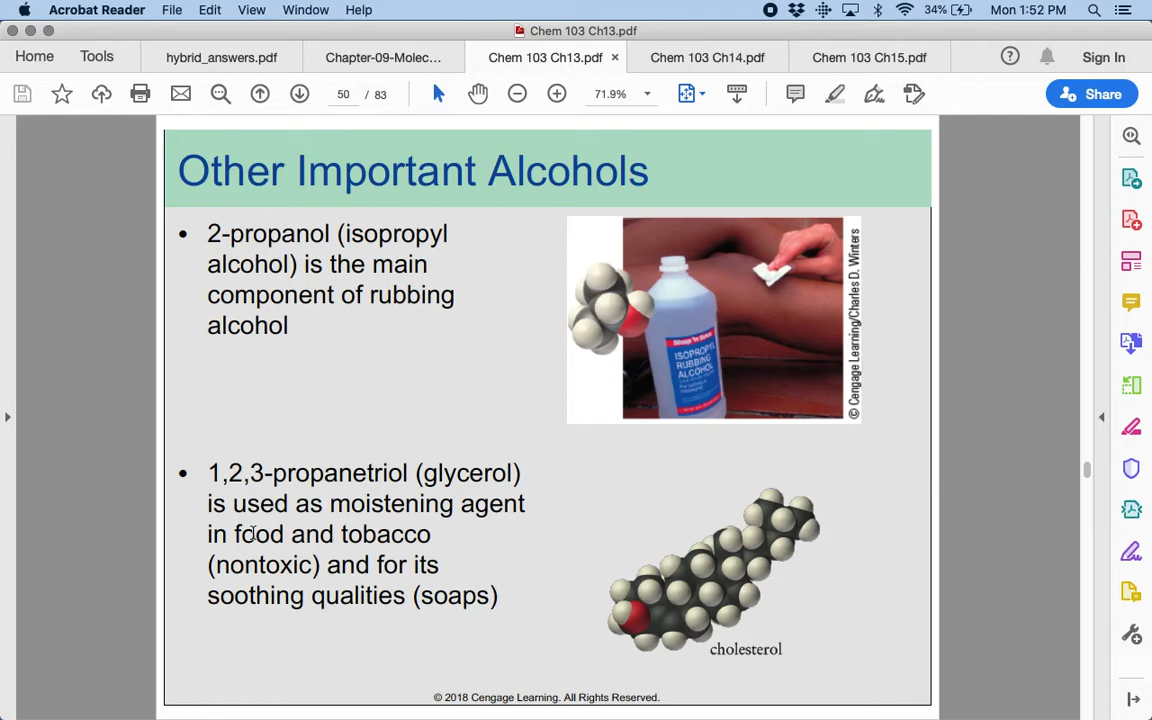 Acrobat Reader File Edit View Window Help 34% Mon 1:52 PM
Chem 103 Ch13.pdf
Home Tools hybrid_answers.pdf Chapter-09-Molec... Chem 103 Ch13.pdf × Chem 103 Ch14.pdf Chem 103 Ch15.pdf Sign In
50 / 83 71.9% Share
Other Important Alcohols
• 2-propanol (isopropyl
alcohol) is the main
component of rubbing
alcohol
ISOPROPYL
RUBBING
ALCOHOL
© Cengage Learning/Charles D. Winters
• 1,2,3-propanetriol (glycerol)
is used as moistening agent
in food and tobacco
(nontoxic) and for its
soothing qualities (soaps)
cholesterol
© 2018 Cengage Learning. All Rights Reserved.